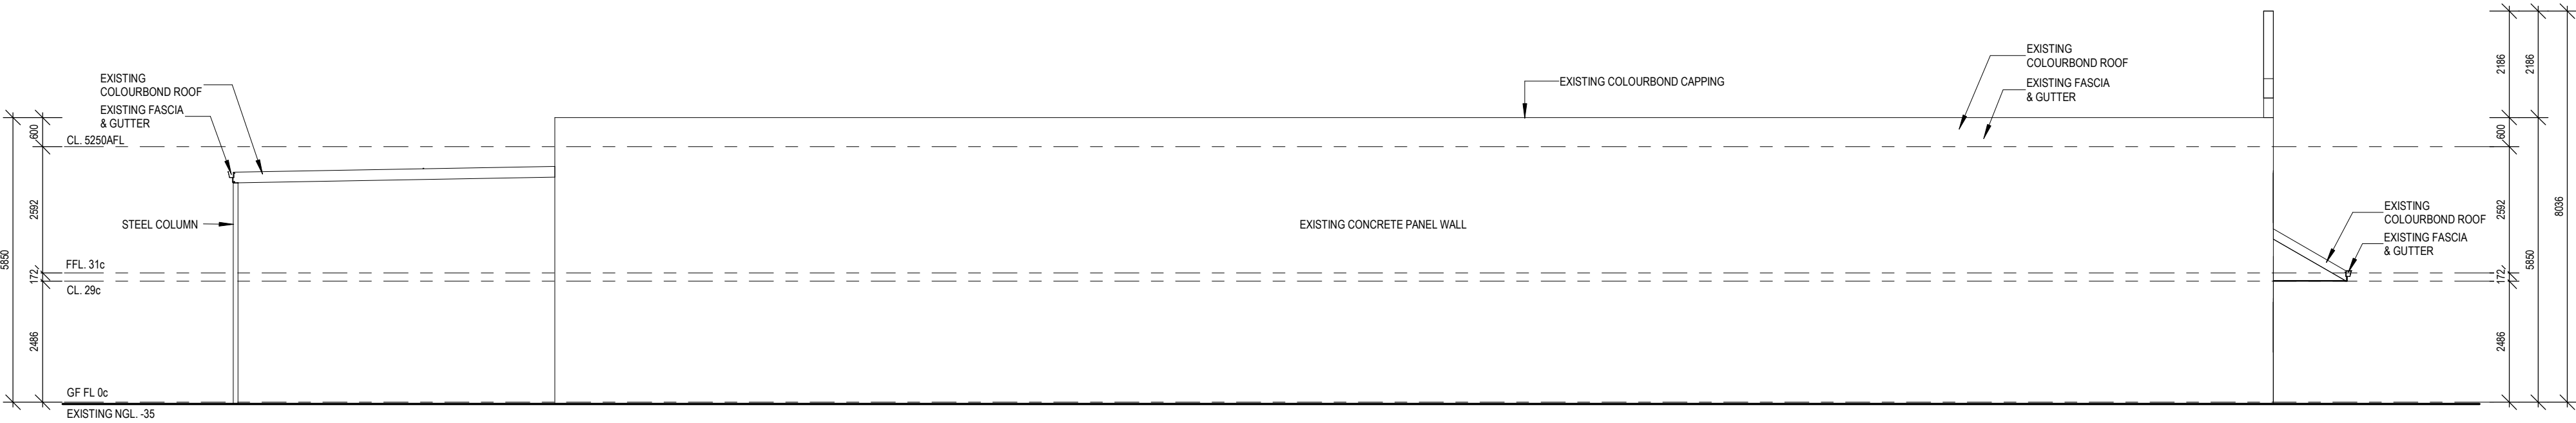 EXISTING
COLOURBOND ROOF
EXISTING FASCIA
& GUTTER
CL. 5250AFL
STEEL COLUMN
FFL. 31c
CL. 29c
GF FL 0c
EXISTING NGL. -35
5850
600
2592
172
2486
EXISTING COLOURBOND CAPPING
EXISTING CONCRETE PANEL WALL
EXISTING
COLOURBOND ROOF
EXISTING FASCIA
& GUTTER
EXISTING
COLOURBOND ROOF
EXISTING FASCIA
& GUTTER
2186
600
2592
172
2486
2186
5850
8036